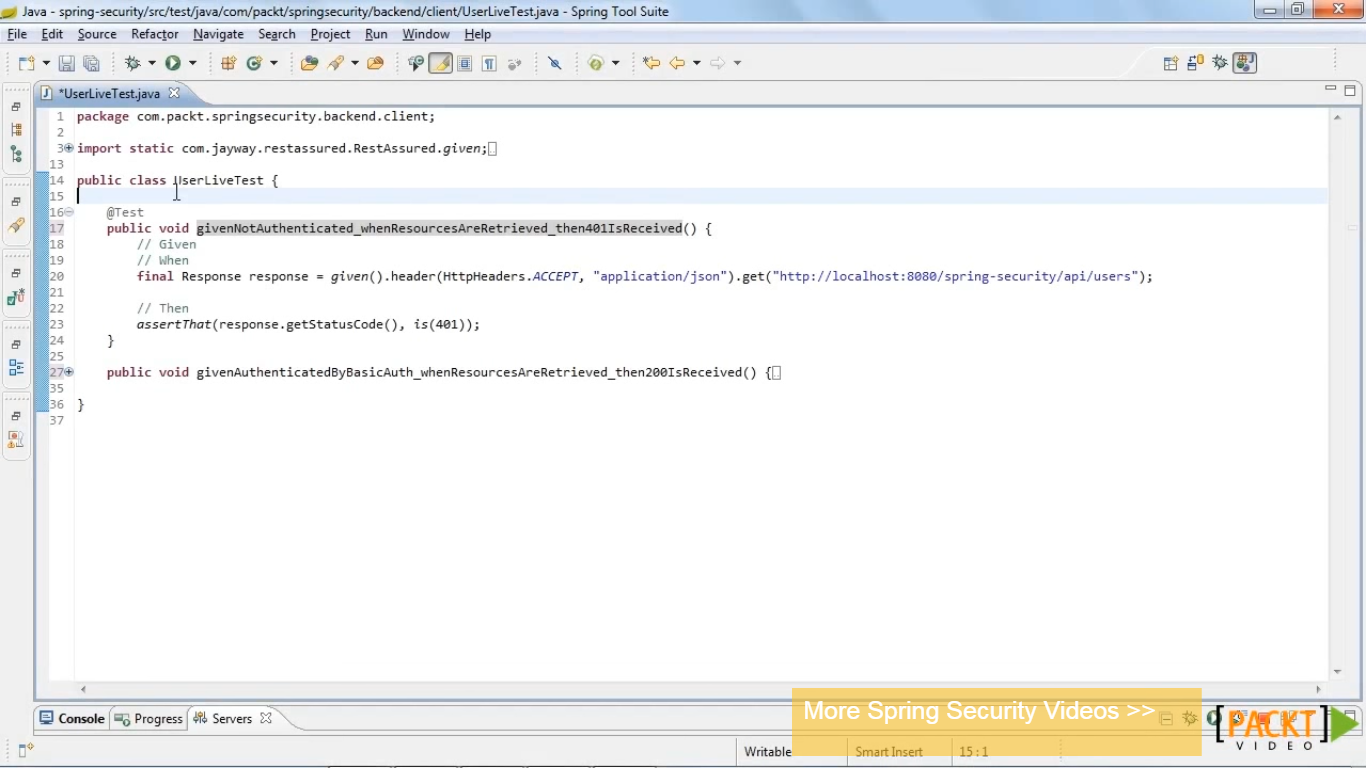 Java - spring-security/src/test/java/com/packt/springsecurity/backend/client/UserLiveTest.java - Spring Tool Suite
File Edit Source Refactor Navigate Search Project Run Window Help
*UserLiveTest.java
1 package com.packt.springsecurity.backend.client;
2
3 import static com.jayway.restassured.RestAssured.given;
13
14 public class UserLiveTest {
15
16 @Test
17 public void givenNotAuthenticated_whenResourcesAreRetrieved_then401IsReceived() {
18 // Given
19 // When
20 final Response response = given().header(HttpHeaders.ACCEPT, "application/json").get("http://localhost:8080/spring-security/api/users");
21
22 // Then
23 assertThat(response.getStatusCode(), is(401));
24 }
25
27 public void givenAuthenticatedByBasicAuth_whenResourcesAreRetrieved_then200IsReceived() {
35
36 }
37
Console Progress Servers
More Spring Security Videos >>
[PACKT]
VIDEO
Writable Smart Insert 15 : 1